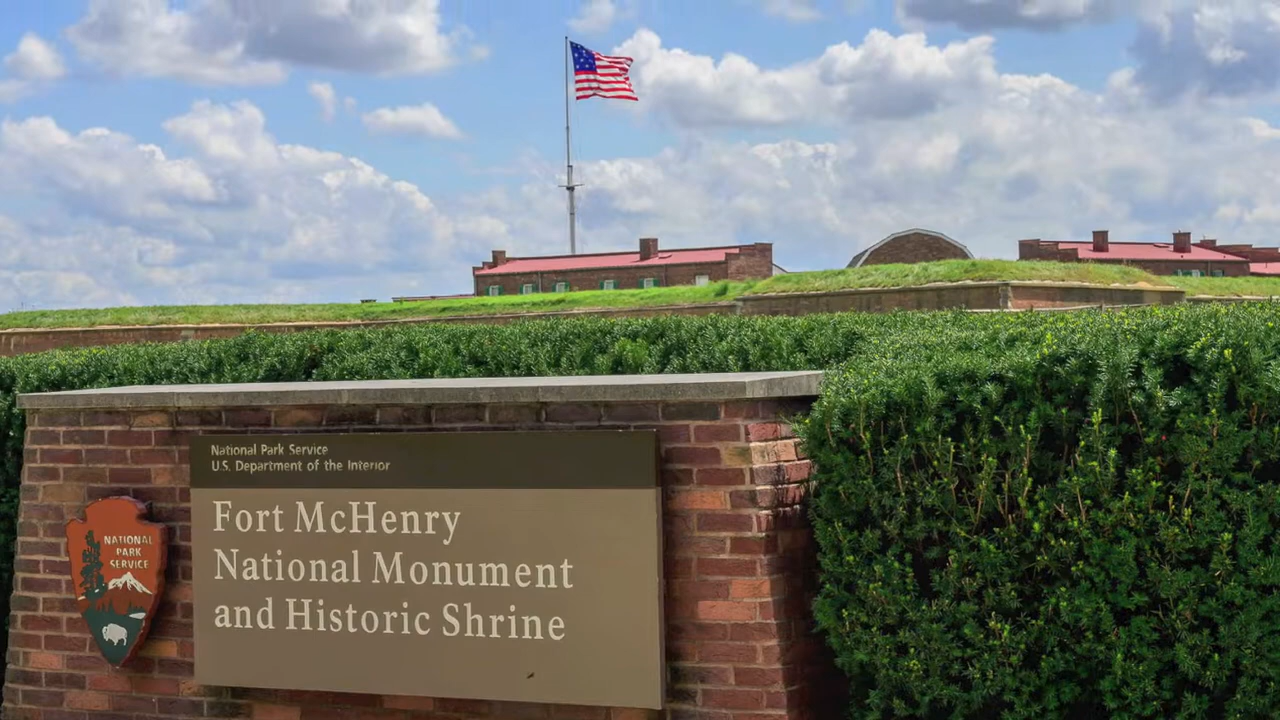 National Park Service
U.S. Department of the Interior
Fort McHenry
National Monument
and Historic Shrine
NATIONAL
PARK
SERVICE